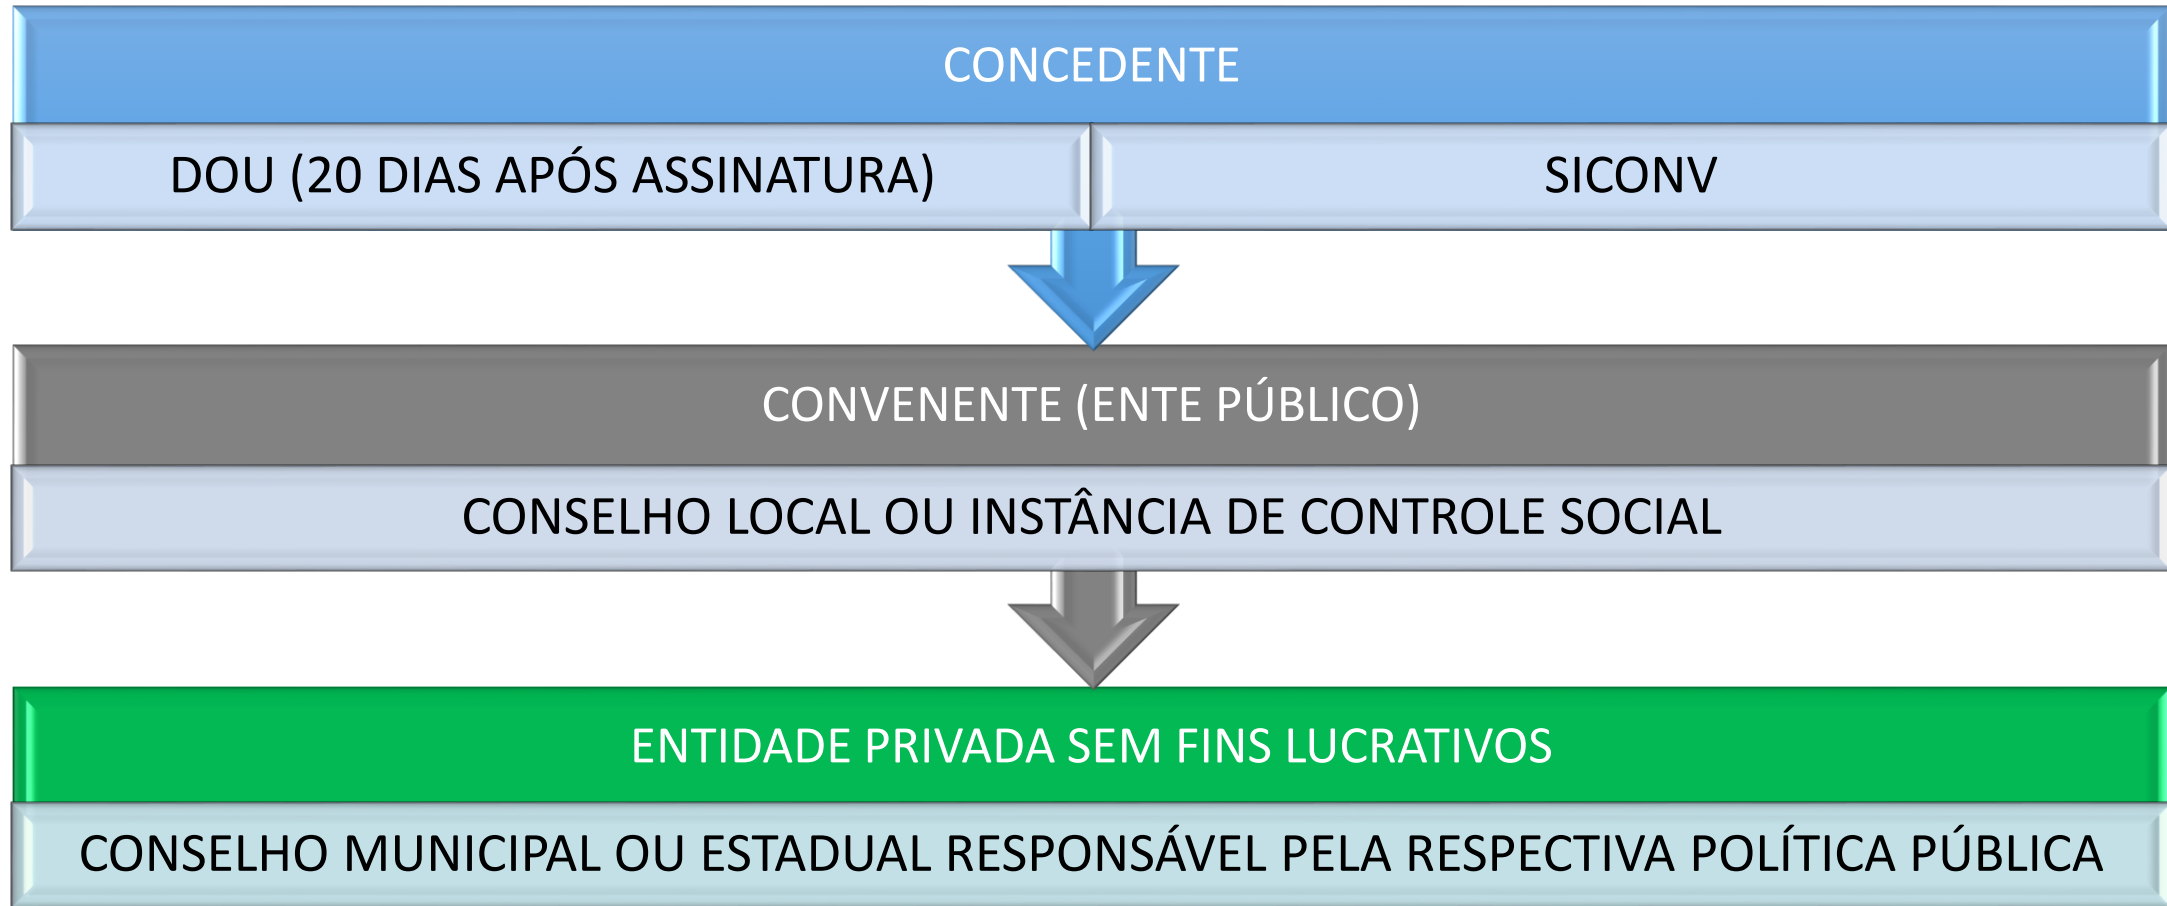 CONCEDENTE
DOU (20 DIAS APÓS ASSINATURA)
SICONV
CONVENENTE (ENTE PÚBLICO)
CONSELHO LOCAL OU INSTÂNCIA DE CONTROLE SOCIAL
ENTIDADE PRIVADA SEM FINS LUCRATIVOS
CONSELHO MUNICIPAL OU ESTADUAL RESPONSÁVEL PELA RESPECTIVA POLÍTICA PÚBLICA